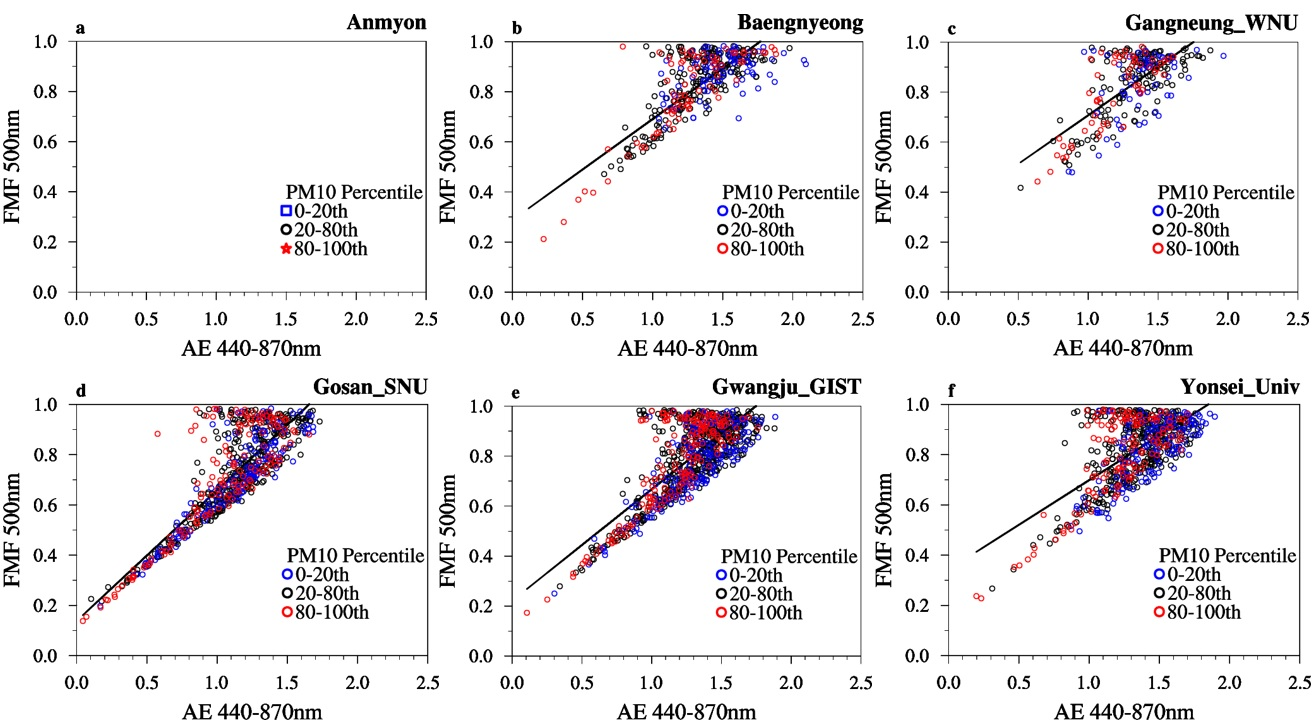 a Anmyon
FMF 500nm
1.0
0.8
0.6
0.4
0.2
0.0
PM10 Percentile
0-20th
20-80th
80-100th
0.0 0.5 1.0 1.5 2.0 2.5
AE 440-870nm
b Baengnyeong
FMF 500nm
1.0
0.8
0.6
0.4
0.2
0.0
PM10 Percentile
0-20th
20-80th
80-100th
0.0 0.5 1.0 1.5 2.0 2.5
AE 440-870nm
c Gangneung_WNU
FMF 500nm
1.0
0.8
0.6
0.4
0.2
0.0
PM10 Percentile
0-20th
20-80th
80-100th
0.0 0.5 1.0 1.5 2.0 2.5
AE 440-870nm
d Gosan_SNU
FMF 500nm
1.0
0.8
0.6
0.4
0.2
0.0
PM10 Percentile
0-20th
20-80th
80-100th
0.0 0.5 1.0 1.5 2.0 2.5
AE 440-870nm
e Gwangju_GIST
FMF 500nm
1.0
0.8
0.6
0.4
0.2
0.0
PM10 Percentile
0-20th
20-80th
80-100th
0.0 0.5 1.0 1.5 2.0 2.5
AE 440-870nm
f Yonsei_Univ
FMF 500nm
1.0
0.8
0.6
0.4
0.2
0.0
PM10 Percentile
0-20th
20-80th
80-100th
0.0 0.5 1.0 1.5 2.0 2.5
AE 440-870nm